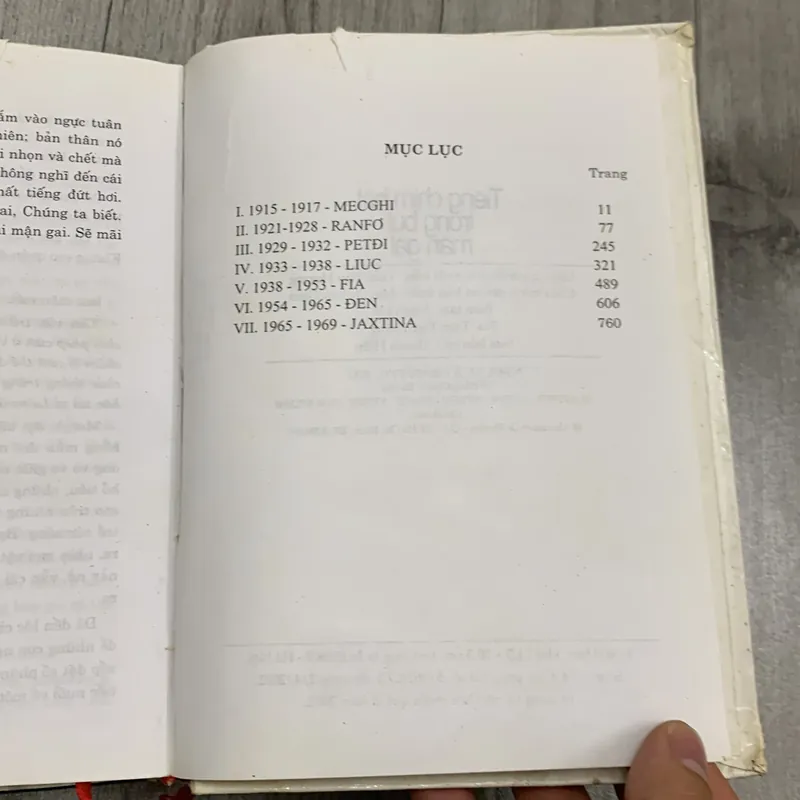 ấm vào ngực tuân
iên; bản thân nó
i nhọn và chết mà
hông nghĩ đến cái
ất tiếng đứt hơi.
ai, Chúng ta biết.
i mận gai. Sẽ mãi
MỤC LỤC
Trang
I. 1915 - 1917 - MECGHI 11
II. 1921-1928 - RANFƠ 77
III. 1929 - 1932 - PETĐI 245
IV. 1933 - 1938 - LIUC 321
V. 1938 - 1953 - FIA 489
VI. 1954 - 1965 - ĐEN 606
VII. 1965 - 1969 - JAXTINA 760